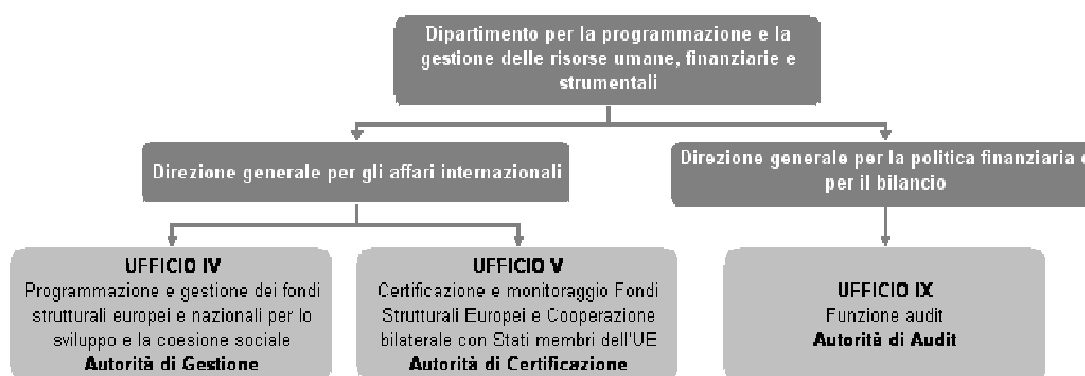 Dipartimento per la programmazione e la
gestione delle risorse umane, finanziarie e
strumentali
Direzione generale per gli affari internazionali
Direzione generale per la politica finanziaria e
per il bilancio
UFFICIO IV
Programmazione e gestione dei fondi
strutturali europei e nazionali per lo
sviluppo e la coesione sociale
Autorità di Gestione
UFFICIO V
Certificazione e monitoraggio Fondi
Strutturali Europei e Cooperazione
bilaterale con Stati membri dell'UE
Autorità di Certificazione
UFFICIO IX
Funzione audit
Autorità di Audit